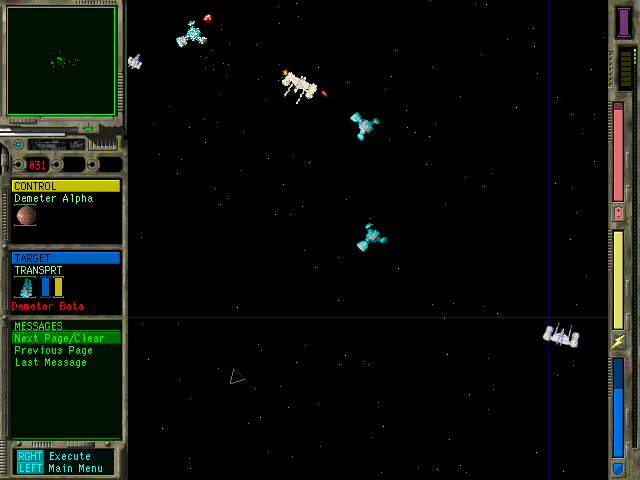 031
CONTROL
Demeter Alpha
TARGET
TRANSPRT
Demeter Beta
MESSAGES
Next Page/Clear
Previous Page
Last Message
RGHT Execute
LEFT Main Menu